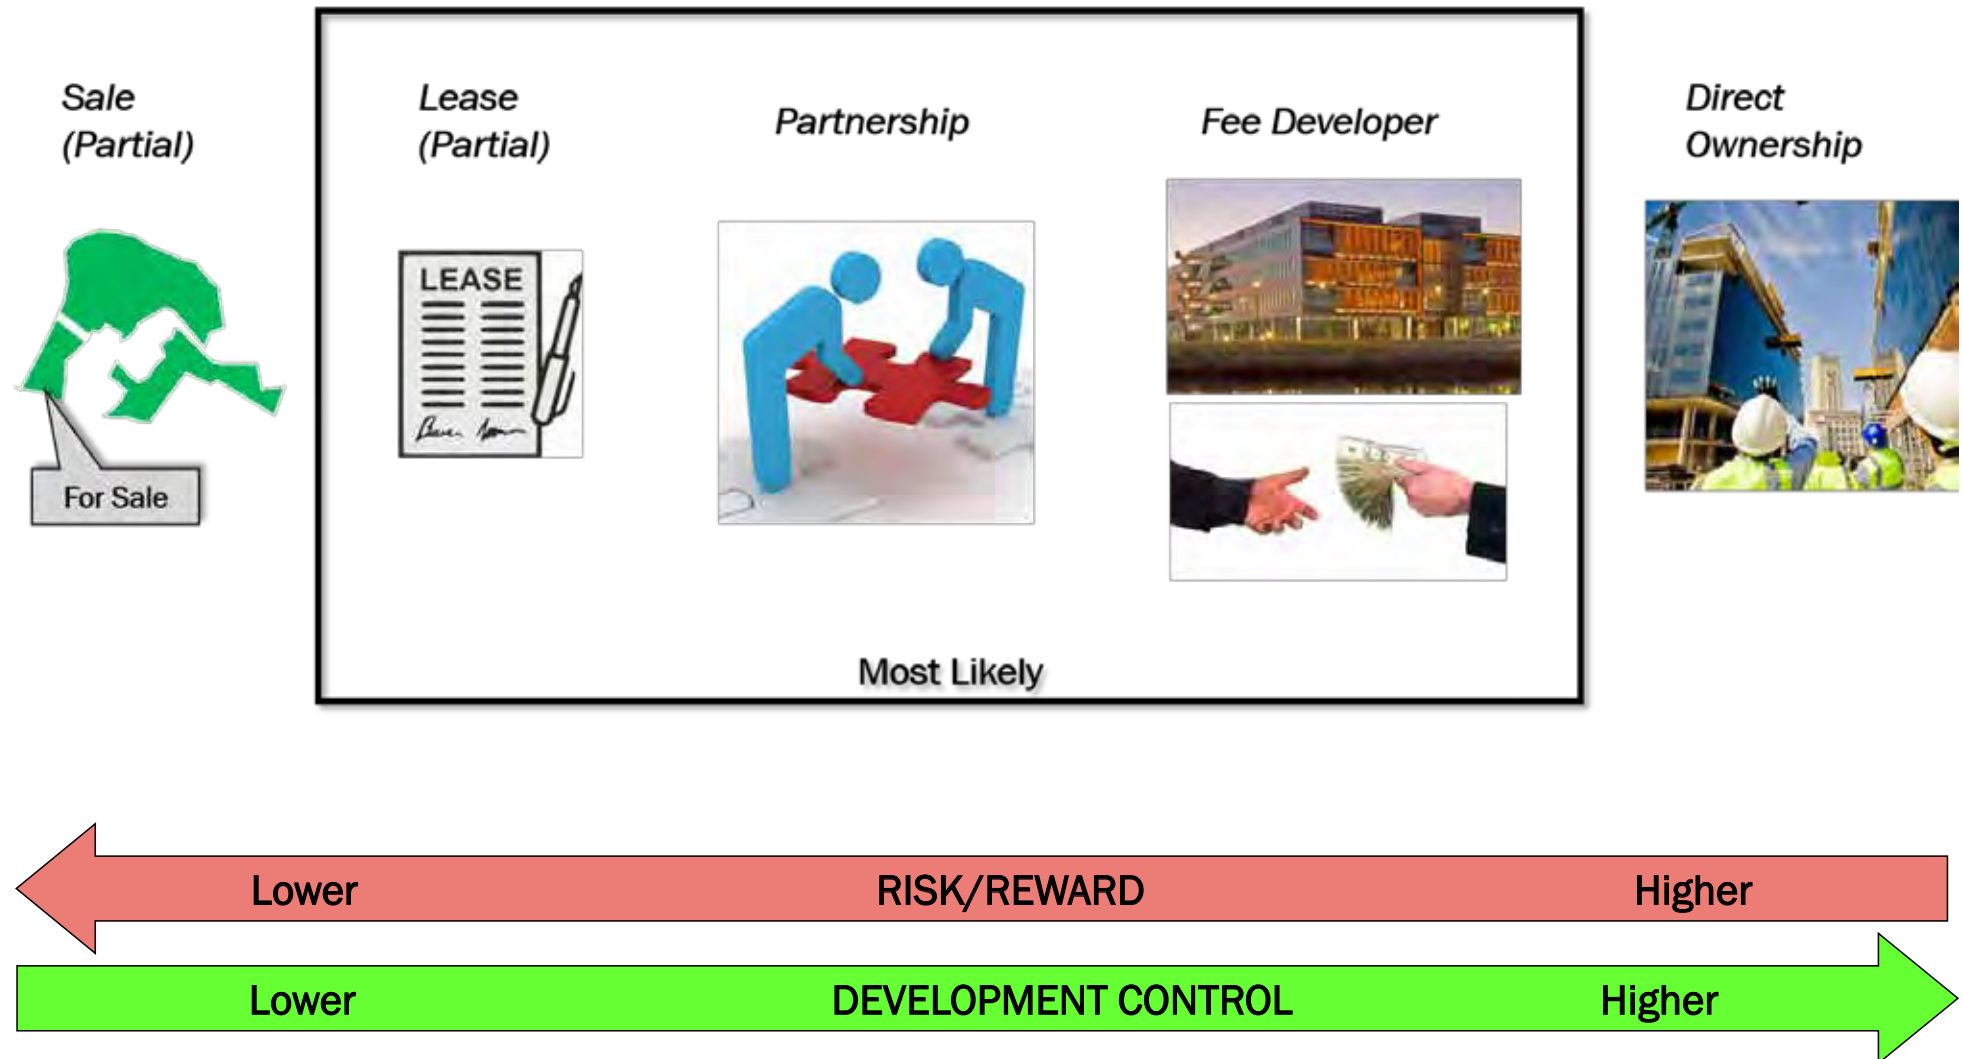 Sale
(Partial)
Lease
(Partial)
Partnership
Fee Developer
Direct
Ownership
LEASE
For Sale
Most Likely
Lower RISK/REWARD Higher
Lower DEVELOPMENT CONTROL Higher